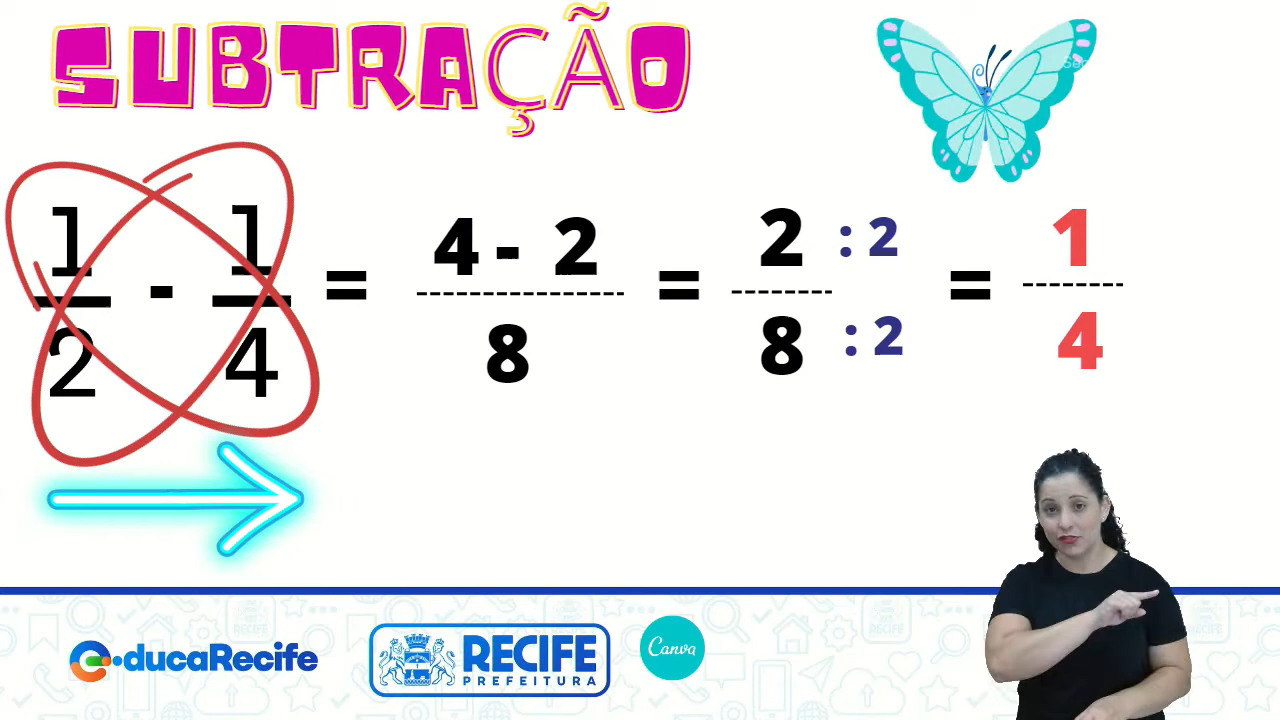 SUBTRAÇÃO
1 - 1 = 4 - 2 = 2 : 2 = 1
2 4 8 8 : 2 4
EducaRecife
RECIFE
PREFEITURA
Canva